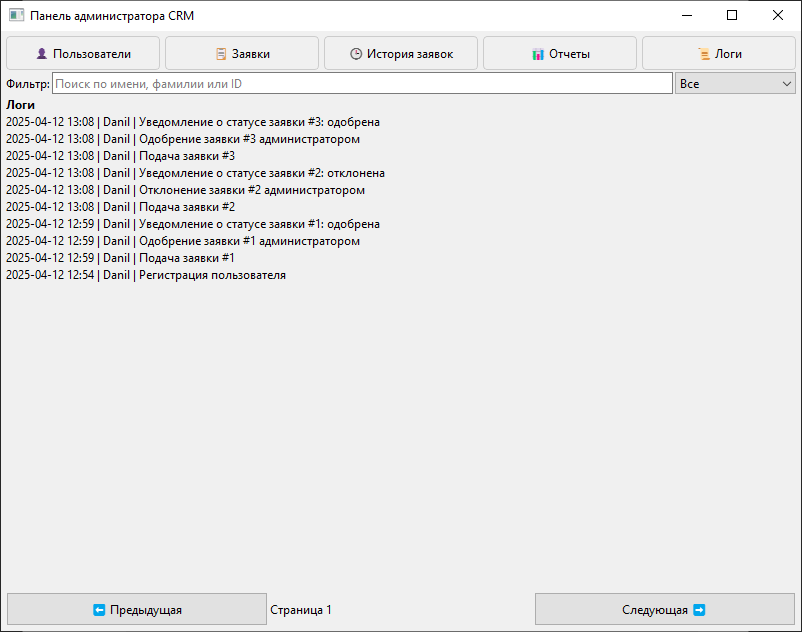 Панель администратора CRM
Пользователи Заявки История заявок Отчеты Логи
Фильтр: Поиск по имени, фамилии или ID Все
Логи
2025-04-12 13:08 | Danil | Уведомление о статусе заявки #3: одобрена
2025-04-12 13:08 | Danil | Одобрение заявки #3 администратором
2025-04-12 13:08 | Danil | Подача заявки #3
2025-04-12 13:08 | Danil | Уведомление о статусе заявки #2: отклонена
2025-04-12 13:08 | Danil | Отклонение заявки #2 администратором
2025-04-12 13:08 | Danil | Подача заявки #2
2025-04-12 12:59 | Danil | Уведомление о статусе заявки #1: одобрена
2025-04-12 12:59 | Danil | Одобрение заявки #1 администратором
2025-04-12 12:59 | Danil | Подача заявки #1
2025-04-12 12:54 | Danil | Регистрация пользователя
Предыдущая Страница 1 Следующая